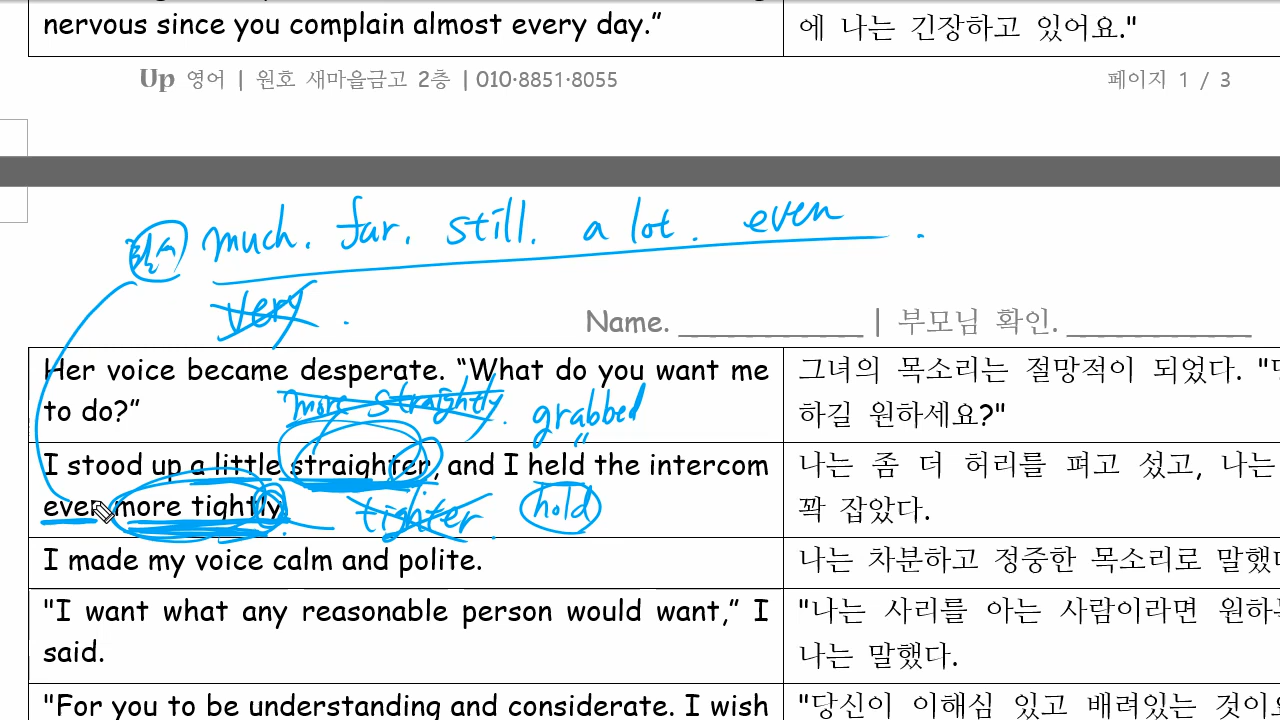 nervous since you complain almost every day.”
에 나는 긴장하고 있어요."
Up 영어 | 원호 새마을금고 2층 | 010·8851·8055
페이지 1 / 3
much. far. still. a lot. even.
very.
Name. ____________ | 부모님 확인. ____________
Her voice became desperate. “What do you want me
to do?”
그녀의 목소리는 절망적이 되었다.
하길 원하세요?"
more straightly. grabbed
I stood up a little straighter, and I held the intercom
even more tightly.
tighter. hold
나는 좀 더 허리를 펴고 섰고, 나는
꽉 잡았다.
I made my voice calm and polite.
나는 차분하고 정중한 목소리로 말했다
"I want what any reasonable person would want,” I
said.
"나는 사리를 아는 사람이라면
나는 말했다.
"For you to be understanding and considerate. I wish
"당신이 이해심 있고 배려있는